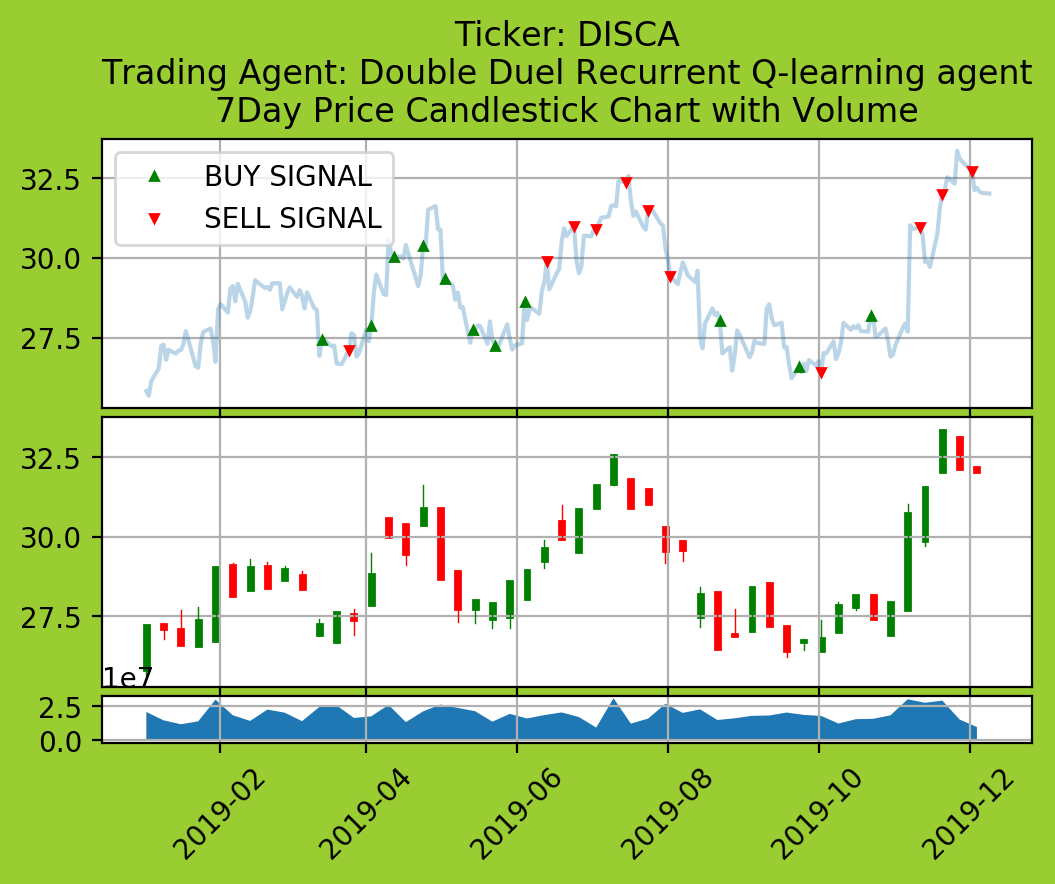 Ticker: DISCA
Trading Agent: Double Duel Recurrent Q-learning agent
7Day Price Candlestick Chart with Volume
BUY SIGNAL
SELL SIGNAL
32.5
30.0
27.5
32.5
30.0
27.5
1e7
2.5
0.0
2019-02
2019-04
2019-06
2019-08
2019-10
2019-12